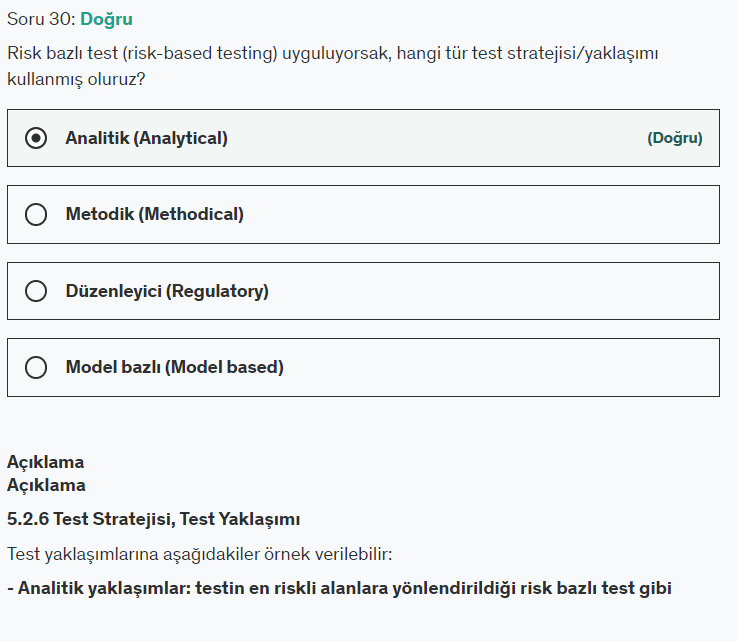 Soru 30: Doğru
Risk bazlı test (risk-based testing) uyguluyorsak, hangi tür test stratejisi/yaklaşımı
kullanmış oluruz?
Analitik (Analytical) (Doğru)
Metodik (Methodical)
Düzenleyici (Regulatory)
Model bazlı (Model based)
Açıklama
Açıklama
5.2.6 Test Stratejisi, Test Yaklaşımı
Test yaklaşımlarına aşağıdakiler örnek verilebilir:
- Analitik yaklaşımlar: testin en riskli alanlara yönlendirildiği risk bazlı test gibi